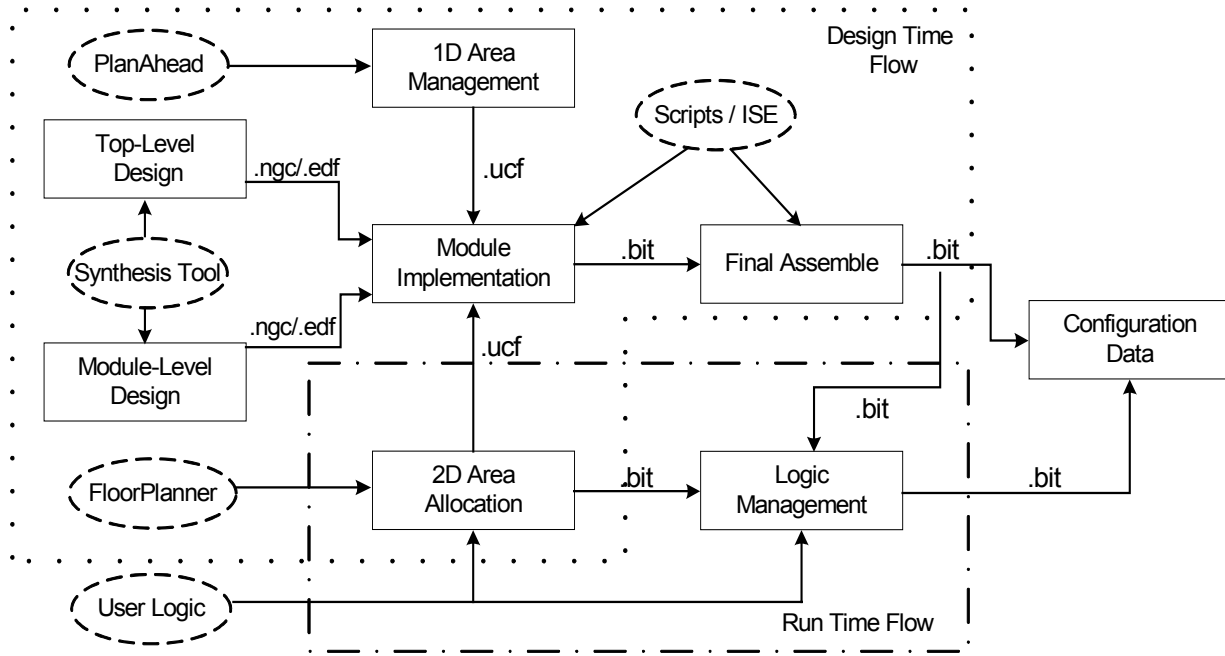 Design Time
Flow
PlanAhead
1D Area
Management
Scripts / ISE
Top-Level
Design
.ngc/.edf
.ucf
Synthesis Tool
Module
Implementation
.bit
Final Assemble
.bit
.ngc/.edf
Module-Level
Design
.ucf
Configuration
Data
.bit
FloorPlanner
2D Area
Allocation
.bit
Logic
Management
.bit
User Logic
Run Time Flow